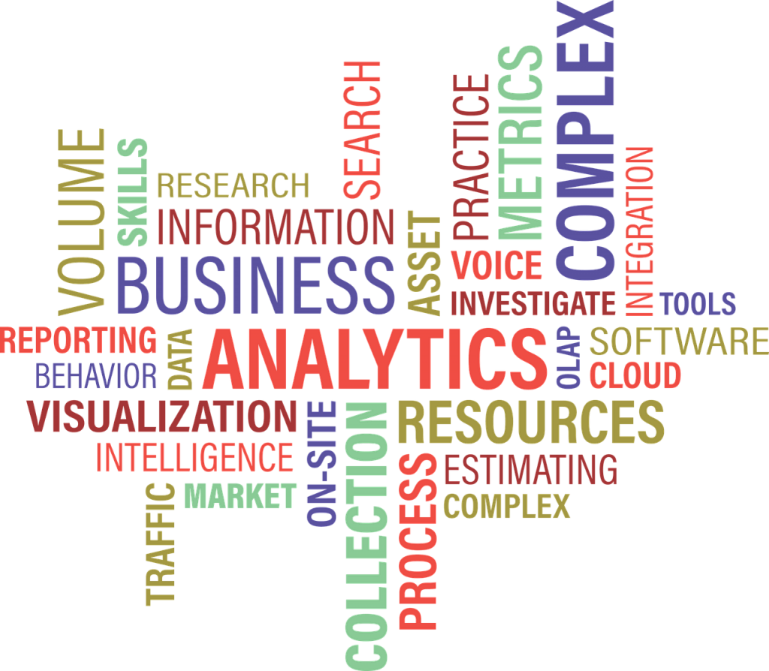 COMPLEX
METRICS
SEARCH
PRACTICE
VOLUME
SKILLS
RESEARCH
INTEGRATION
INFORMATION
ASSET
VOICE
BUSINESS
INVESTIGATE
TOOLS
REPORTING
DATA
ANALYTICS
OLAP
SOFTWARE
BEHAVIOR
CLOUD
VISUALIZATION
ON-SITE
COLLECTION
RESOURCES
INTELLIGENCE
PROCESS
ESTIMATING
TRAFFIC
MARKET
COMPLEX